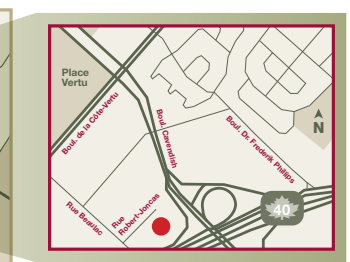 Place
Vertu
Boul. de la Côte-Vertu
Boul. Cavendish
Boul. Dr. Frederik Philips
N
Rue Beaulac
Rue
Robert-Joncas
40